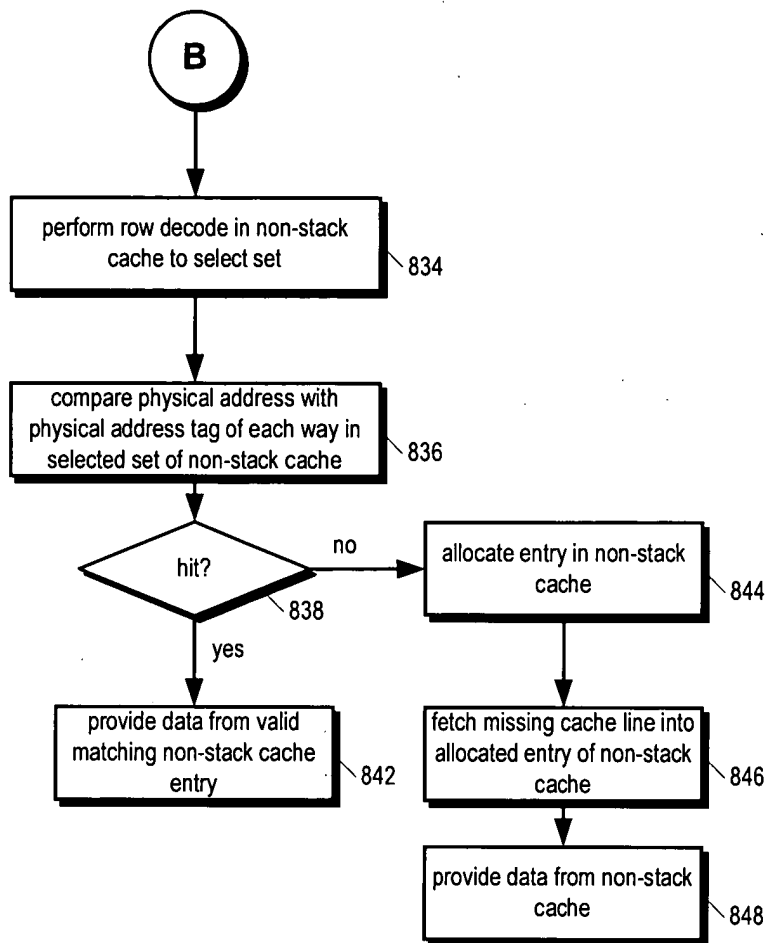 B
perform row decode in non-stack
cache to select set
834
compare physical address with
physical address tag of each way in
selected set of non-stack cache
836
hit?
838
no
yes
allocate entry in non-stack
cache
844
provide data from valid
matching non-stack cache
entry
842
fetch missing cache line into
allocated entry of non-stack
cache
846
provide data from non-stack
cache
848